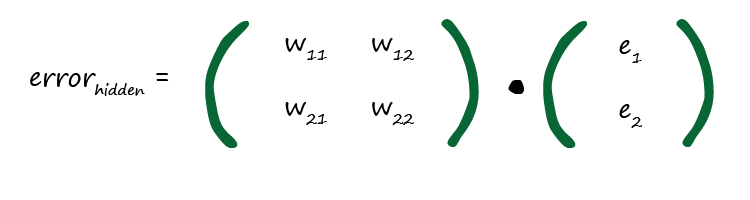 w₁₁ w₁₂ e₁
error_hidden = ( ) • ( )
w₂₁ w₂₂ e₂